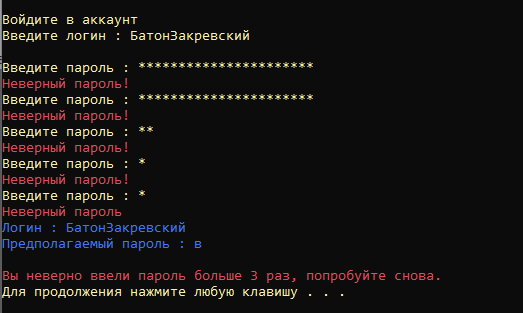 Войдите в аккаунт
Введите логин : БатонЗакревский
Введите пароль : **********************
Неверный пароль!
Введите пароль : **********************
Неверный пароль!
Введите пароль : **
Неверный пароль!
Введите пароль : *
Неверный пароль!
Введите пароль : *
Неверный пароль
Логин : БатонЗакревский
Предполагаемый пароль : в
Вы неверно ввели пароль больше 3 раз, попробуйте снова.
Для продолжения нажмите любую клавишу . . .